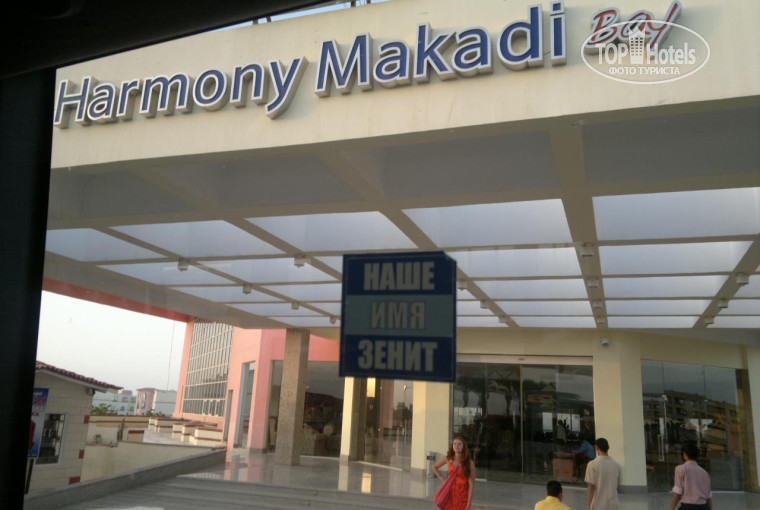 Harmony Makadi Bay
TOP Hotels
ФОТО ТУРИСТА
НАШЕ
ИМЯ
ЗЕНИТ